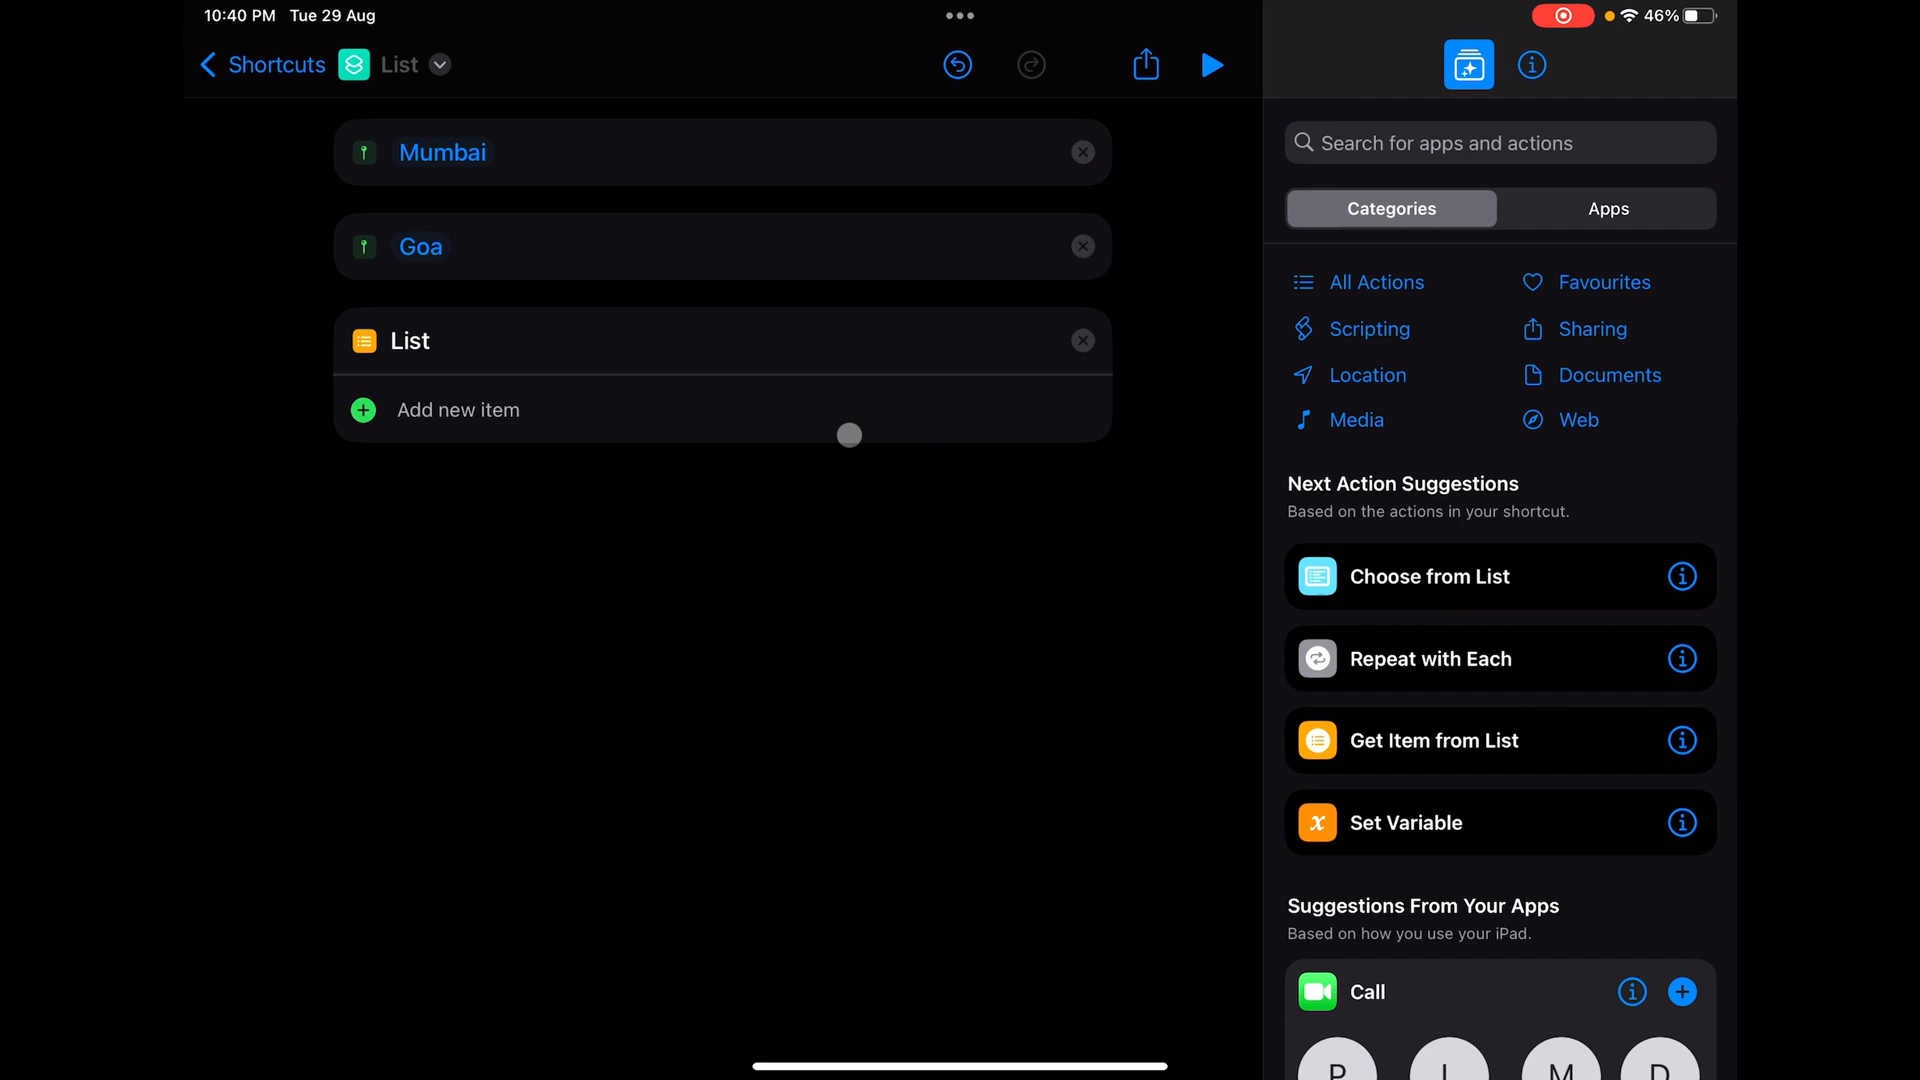 10:40 PM Tue 29 Aug
46%
Shortcuts List
Mumbai
Goa
List
Add new item
Search for apps and actions
Categories Apps
All Actions Favourites
Scripting Sharing
Location Documents
Media Web
Next Action Suggestions
Based on the actions in your shortcut.
Choose from List
Repeat with Each
Get Item from List
x Set Variable
Suggestions From Your Apps
Based on how you use your iPad.
Call
M